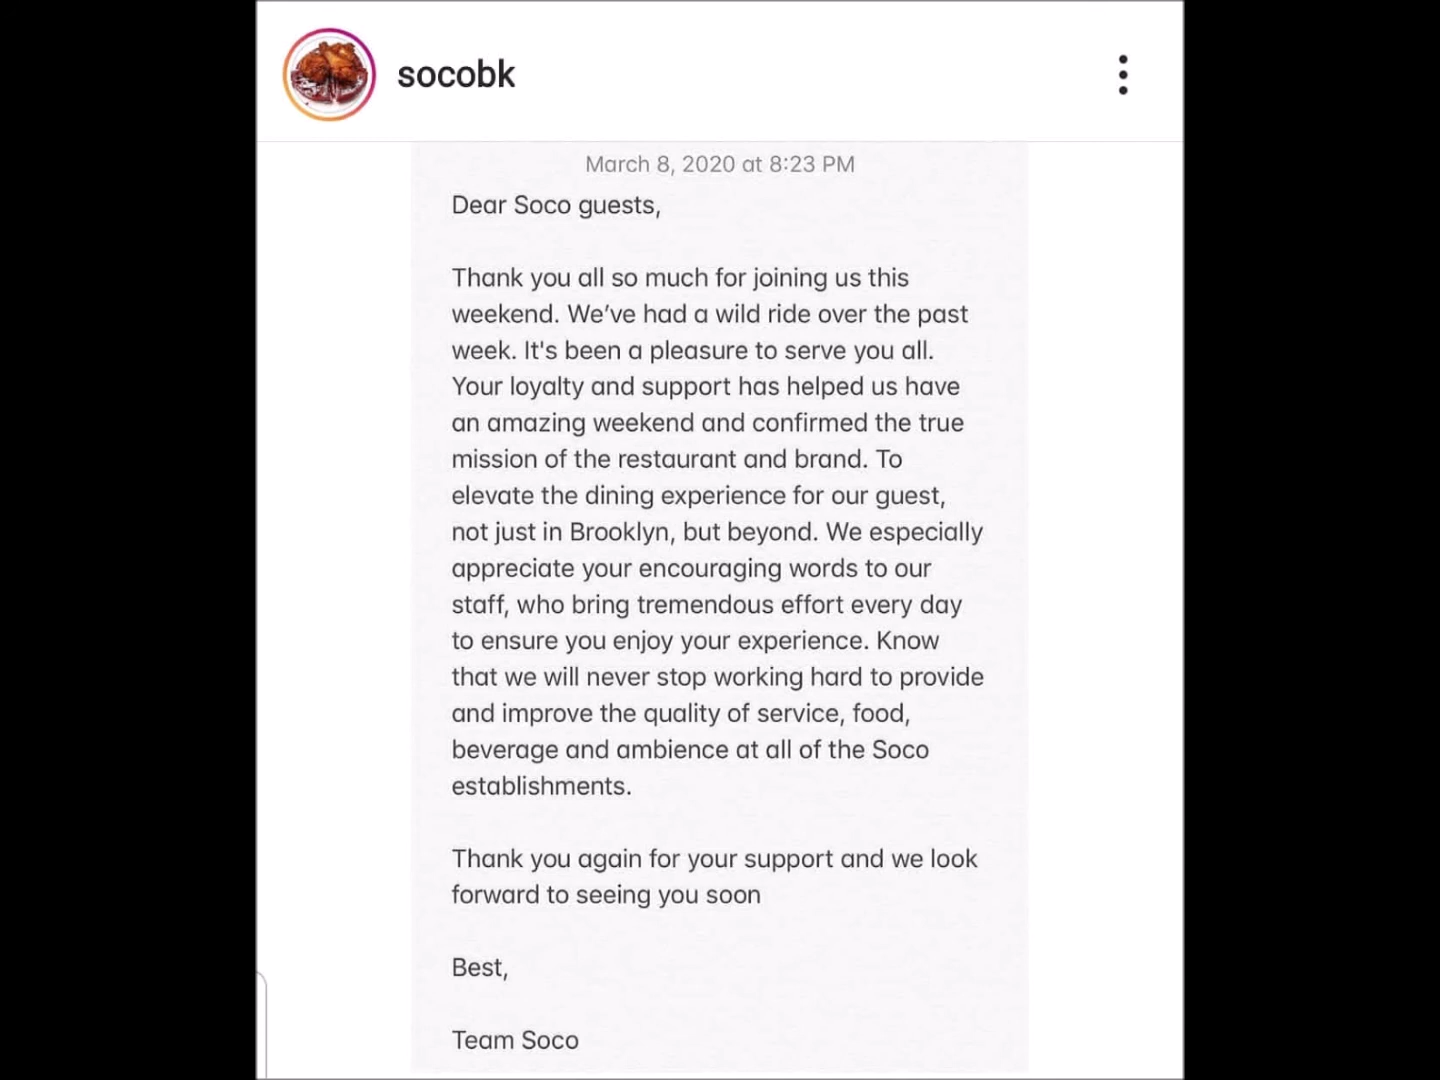 socobk
March 8, 2020 at 8:23 PM
Dear Soco guests,
Thank you all so much for joining us this
weekend. We’ve had a wild ride over the past
week. It's been a pleasure to serve you all.
Your loyalty and support has helped us have
an amazing weekend and confirmed the true
mission of the restaurant and brand. To
elevate the dining experience for our guest,
not just in Brooklyn, but beyond. We especially
appreciate your encouraging words to our
staff, who bring tremendous effort every day
to ensure you enjoy your experience. Know
that we will never stop working hard to provide
and improve the quality of service, food,
beverage and ambience at all of the Soco
establishments.
Thank you again for your support and we look
forward to seeing you soon
Best,
Team Soco